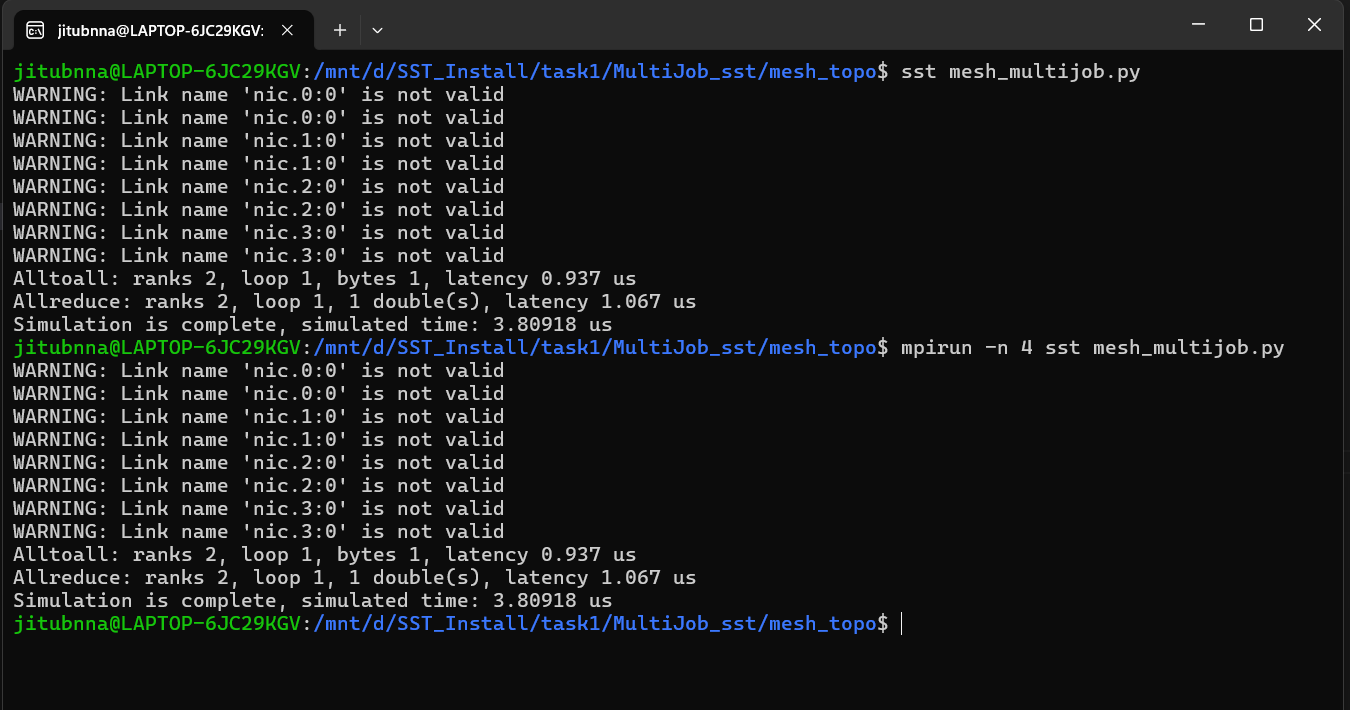 jitubnna@LAPTOP-6JC29KGV:
jitubnna@LAPTOP-6JC29KGV:/mnt/d/SST_Install/task1/MultiJob_sst/mesh_topo$ sst mesh_multijob.py
WARNING: Link name 'nic.0:0' is not valid
WARNING: Link name 'nic.0:0' is not valid
WARNING: Link name 'nic.1:0' is not valid
WARNING: Link name 'nic.1:0' is not valid
WARNING: Link name 'nic.2:0' is not valid
WARNING: Link name 'nic.2:0' is not valid
WARNING: Link name 'nic.3:0' is not valid
WARNING: Link name 'nic.3:0' is not valid
Alltoall: ranks 2, loop 1, bytes 1, latency 0.937 us
Allreduce: ranks 2, loop 1, 1 double(s), latency 1.067 us
Simulation is complete, simulated time: 3.80918 us
jitubnna@LAPTOP-6JC29KGV:/mnt/d/SST_Install/task1/MultiJob_sst/mesh_topo$ mpirun -n 4 sst mesh_multijob.py
WARNING: Link name 'nic.0:0' is not valid
WARNING: Link name 'nic.0:0' is not valid
WARNING: Link name 'nic.1:0' is not valid
WARNING: Link name 'nic.1:0' is not valid
WARNING: Link name 'nic.2:0' is not valid
WARNING: Link name 'nic.2:0' is not valid
WARNING: Link name 'nic.3:0' is not valid
WARNING: Link name 'nic.3:0' is not valid
Alltoall: ranks 2, loop 1, bytes 1, latency 0.937 us
Allreduce: ranks 2, loop 1, 1 double(s), latency 1.067 us
Simulation is complete, simulated time: 3.80918 us
jitubnna@LAPTOP-6JC29KGV:/mnt/d/SST_Install/task1/MultiJob_sst/mesh_topo$